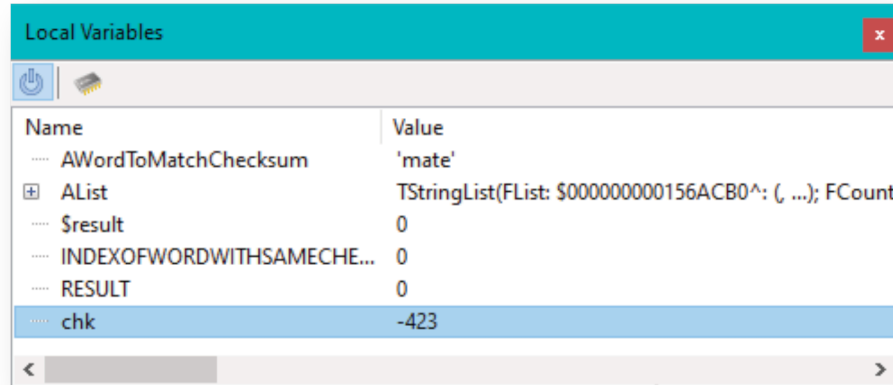 Local Variables
x
Name Value
AWordToMatchChecksum 'mate'
AList TStringList(FList: $000000000156ACB0^: (, ...); FCount
$result 0
INDEXOFWORDWITHSAMECHE... 0
RESULT 0
chk -423